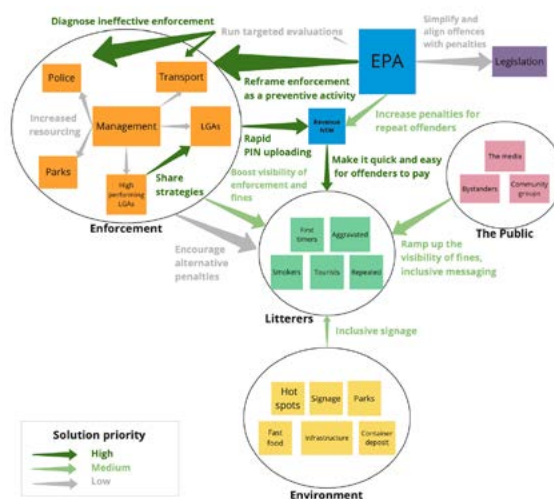 Diagnose ineffective enforcement
Run targeted evaluations
Simplify and
align offences
with penalties
EPA
Legislation
Police
Transport
Reframe enforcement
as a preventive activity
Increased
resourcing
Management
LGAs
Revenue
NSW
Increase penalties for
repeat offenders
Rapid
PIN uploading
Parks
High
performing
LGAs
Share
strategies
Make it quick and easy
for offenders to pay
The media
Bystanders
Community
groups
The Public
Boost visibility of
enforcement and
fines
Enforcement
Encourage
alternative
penalties
First
timers
Aggravated
Smokers
Tourists
Repeated
Ramp up the
visibility of fines,
inclusive messaging
Litterers
Inclusive signage
Hot
spots
Signage
Parks
Fast
food
Infrastructure
Container
deposit
Environment
Solution priority
High
Medium
Low